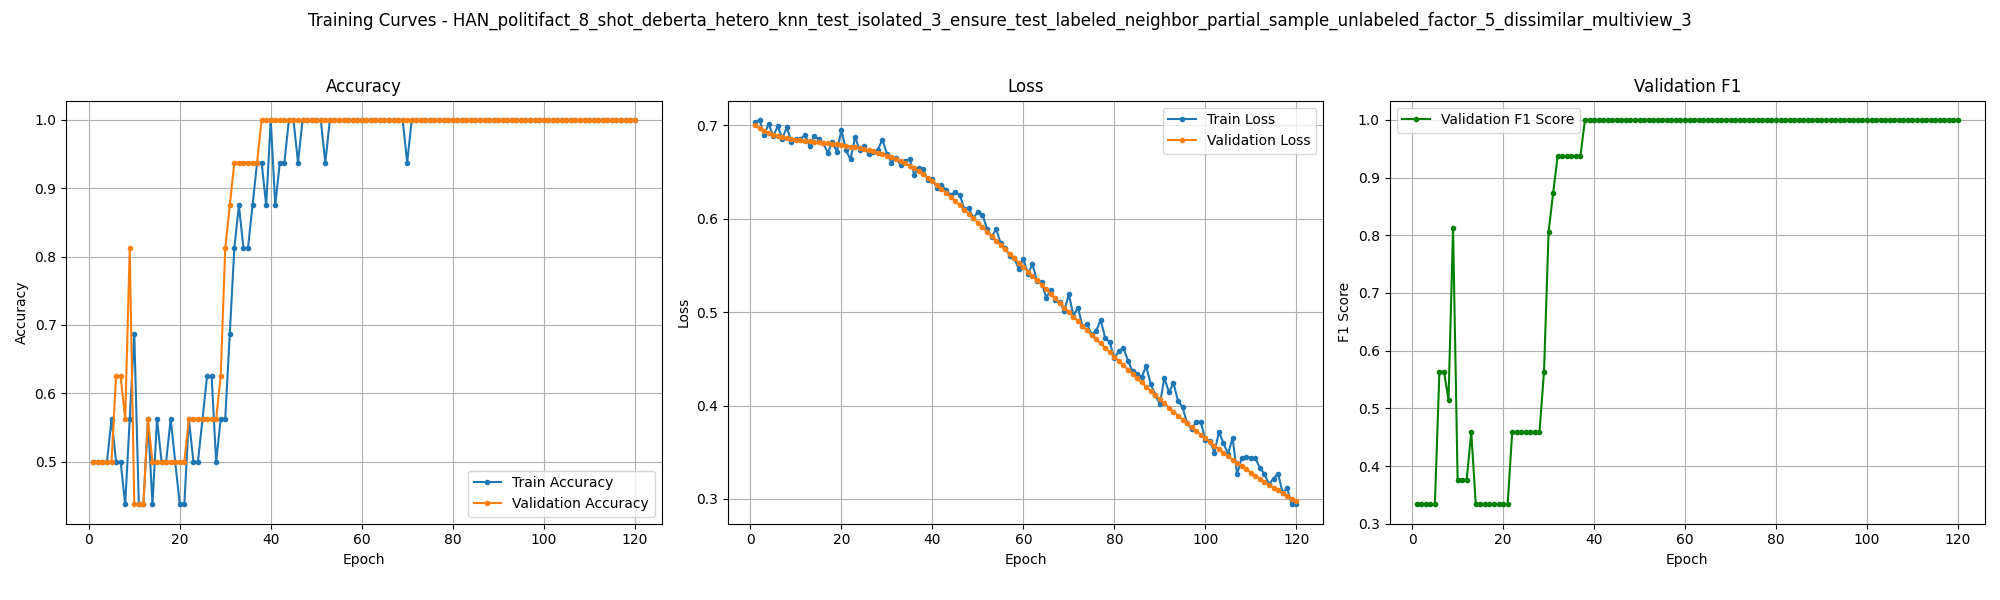 Training Curves - HAN_politifact_8_shot_deberta_hetero_knn_test_isolated_3_ensure_test_labeled_neighbor_partial_sample_unlabeled_factor_5_dissimilar_multiview_3
Accuracy
Accuracy
1.0
0.9
0.8
0.7
0.6
0.5
Train Accuracy
Validation Accuracy
0 20 40 60 80 100 120
Epoch
Loss
Loss
0.7
0.6
0.5
0.4
0.3
Train Loss
Validation Loss
0 20 40 60 80 100 120
Epoch
Validation F1
F1 Score
1.0
0.9
0.8
0.7
0.6
0.5
0.4
0.3
Validation F1 Score
0 20 40 60 80 100 120
Epoch